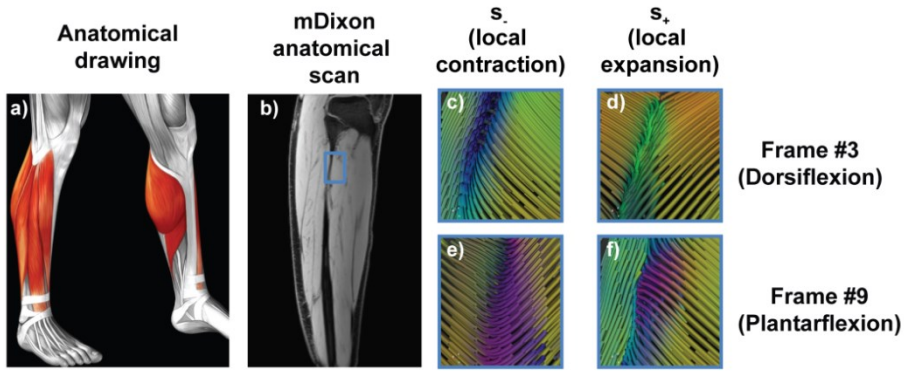 Anatomical
drawing
mDixon
anatomical
scan
s-
(local
contraction)
s+
(local
expansion)
a)
b)
c)
d)
Frame #3
(Dorsiflexion)
e)
f)
Frame #9
(Plantarflexion)